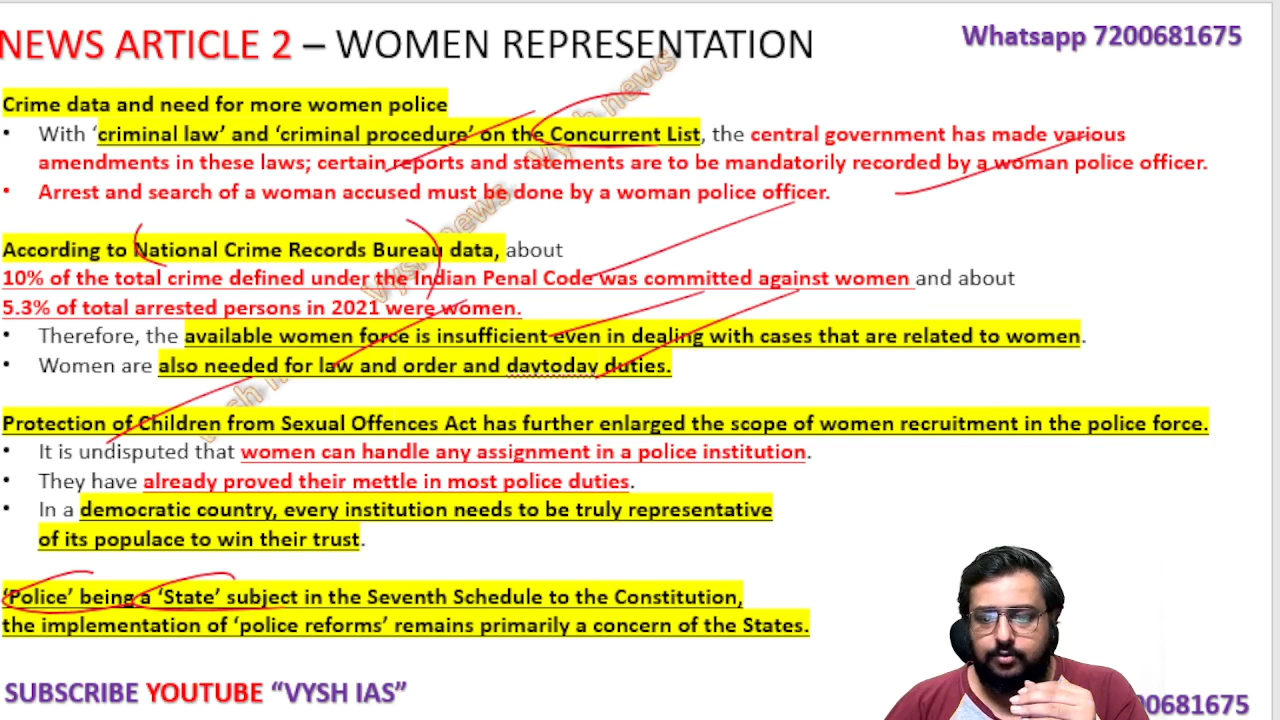 NEWS ARTICLE 2 – WOMEN REPRESENTATION
Whatsapp 7200681675
Crime data and need for more women police
• With ‘criminal law’ and ‘criminal procedure’ on the Concurrent List, the central government has made various
amendments in these laws; certain reports and statements are to be mandatorily recorded by a woman police officer.
• Arrest and search of a woman accused must be done by a woman police officer.
According to National Crime Records Bureau data, about
10% of the total crime defined under the Indian Penal Code was committed against women and about
5.3% of total arrested persons in 2021 were women.
• Therefore, the available women force is insufficient even in dealing with cases that are related to women.
• Women are also needed for law and order and daytoday duties.
Protection of Children from Sexual Offences Act has further enlarged the scope of women recruitment in the police force.
• It is undisputed that women can handle any assignment in a police institution.
• They have already proved their mettle in most police duties.
• In a democratic country, every institution needs to be truly representative
of its populace to win their trust.
‘Police’ being a ‘State’ subject in the Seventh Schedule to the Constitution,
the implementation of ‘police reforms’ remains primarily a concern of the States.
SUBSCRIBE YOUTUBE “VYSH IAS”
00681675
vysh news
vysh news